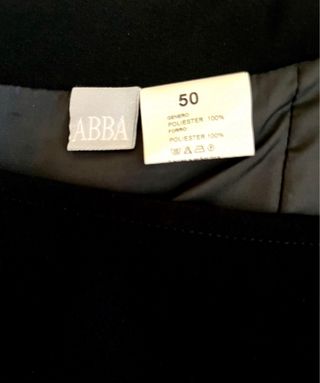 ABBA
50
GENERO
POLIESTER 100%
FORRO
POLIESTER 100%